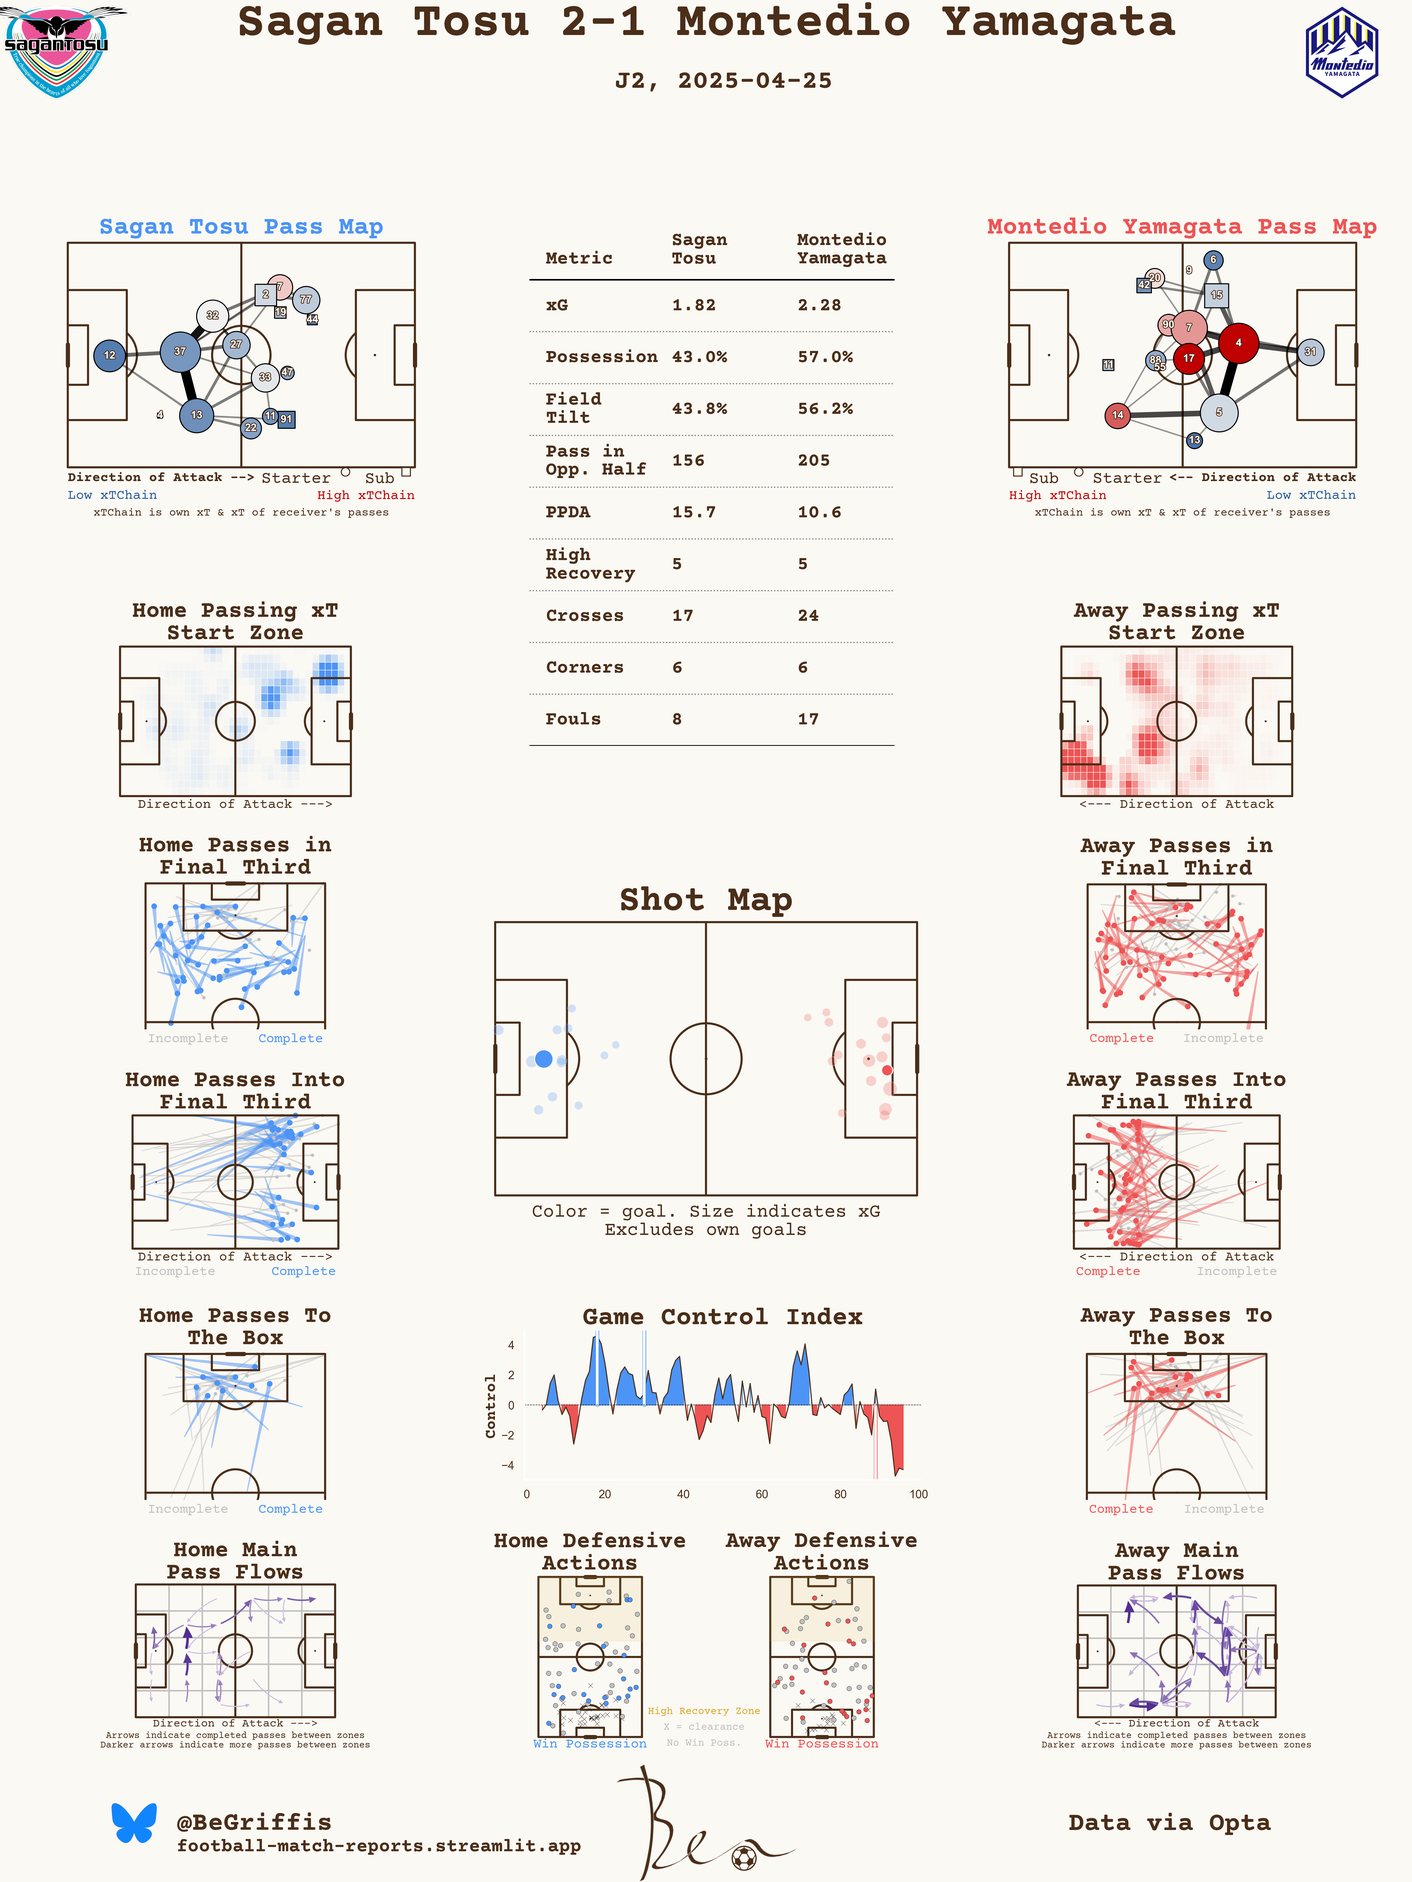 Sagan Tosu 2-1 Montedio Yamagata
J2, 2025-04-25
saganTosu
Montedio
YAMAGATA
Sagan Tosu Pass Map
7
2
77
19
44
32
27
37
12
33
47
4
13
11
91
22
Direction of Attack --> Starter Sub
Low xTChain High xTChain
xTChain is own xT & xT of receiver's passes
Metric Sagan Tosu Montedio Yamagata
xG 1.82 2.28
Possession 43.0% 57.0%
Field Tilt 43.8% 56.2%
Pass in Opp. Half 156 205
PPDA 15.7 10.6
High Recovery 5 5
Crosses 17 24
Corners 6 6
Fouls 8 17
Montedio Yamagata Pass Map
6
9
20
42
15
90
7
4
17
88
55
31
11
14
5
13
Sub Starter <-- Direction of Attack
High xTChain Low xTChain
xTChain is own xT & xT of receiver's passes
Home Passing xT
Start Zone
Direction of Attack --->
Away Passing xT
Start Zone
<--- Direction of Attack
Home Passes in
Final Third
Incomplete Complete
Away Passes in
Final Third
Complete Incomplete
Shot Map
Color = goal. Size indicates xG
Excludes own goals
Home Passes Into
Final Third
Direction of Attack --->
Incomplete Complete
Away Passes Into
Final Third
<--- Direction of Attack
Complete Incomplete
Home Passes To
The Box
Incomplete Complete
Game Control Index
Control
4
2
0
−2
−4
0 20 40 60 80 100
Away Passes To
The Box
Complete Incomplete
Home Main
Pass Flows
Direction of Attack --->
Arrows indicate completed passes between zones
Darker arrows indicate more passes between zones
Home Defensive
Actions
Win Possession
High Recovery Zone
X = clearance
No Win Poss.
Away Defensive
Actions
Win Possession
Away Main
Pass Flows
<--- Direction of Attack
Arrows indicate completed passes between zones
Darker arrows indicate more passes between zones
@BeGriffis
football-match-reports.streamlit.app
Ben
Data via Opta